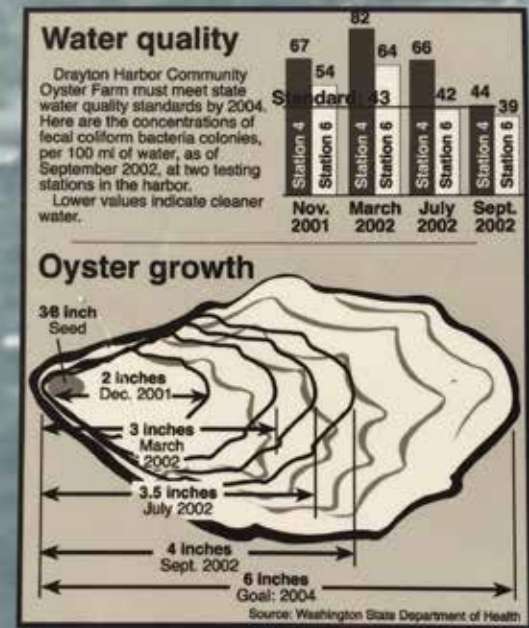 Water quality
Drayton Harbor Community
Oyster Farm must meet state
water quality standards by 2004.
Here are the concentrations of
fecal coliform bacteria colonies,
per 100 ml of water, as of
September 2002, at two testing
stations in the harbor.
Lower values indicate cleaner
water.
67 54 82 64 66 42 44 39
Standard: 43
Station 4 Station 6 Station 4 Station 6 Station 4 Station 6 Station 4 Station 6
Nov. March July Sept.
2001 2002 2002 2002
Oyster growth
3/8 inch
Seed
2 inches
Dec. 2001
3 inches
March
2002
3.5 inches
July 2002
4 inches
Sept. 2002
6 inches
Goal: 2004
Source: Washington State Department of Health